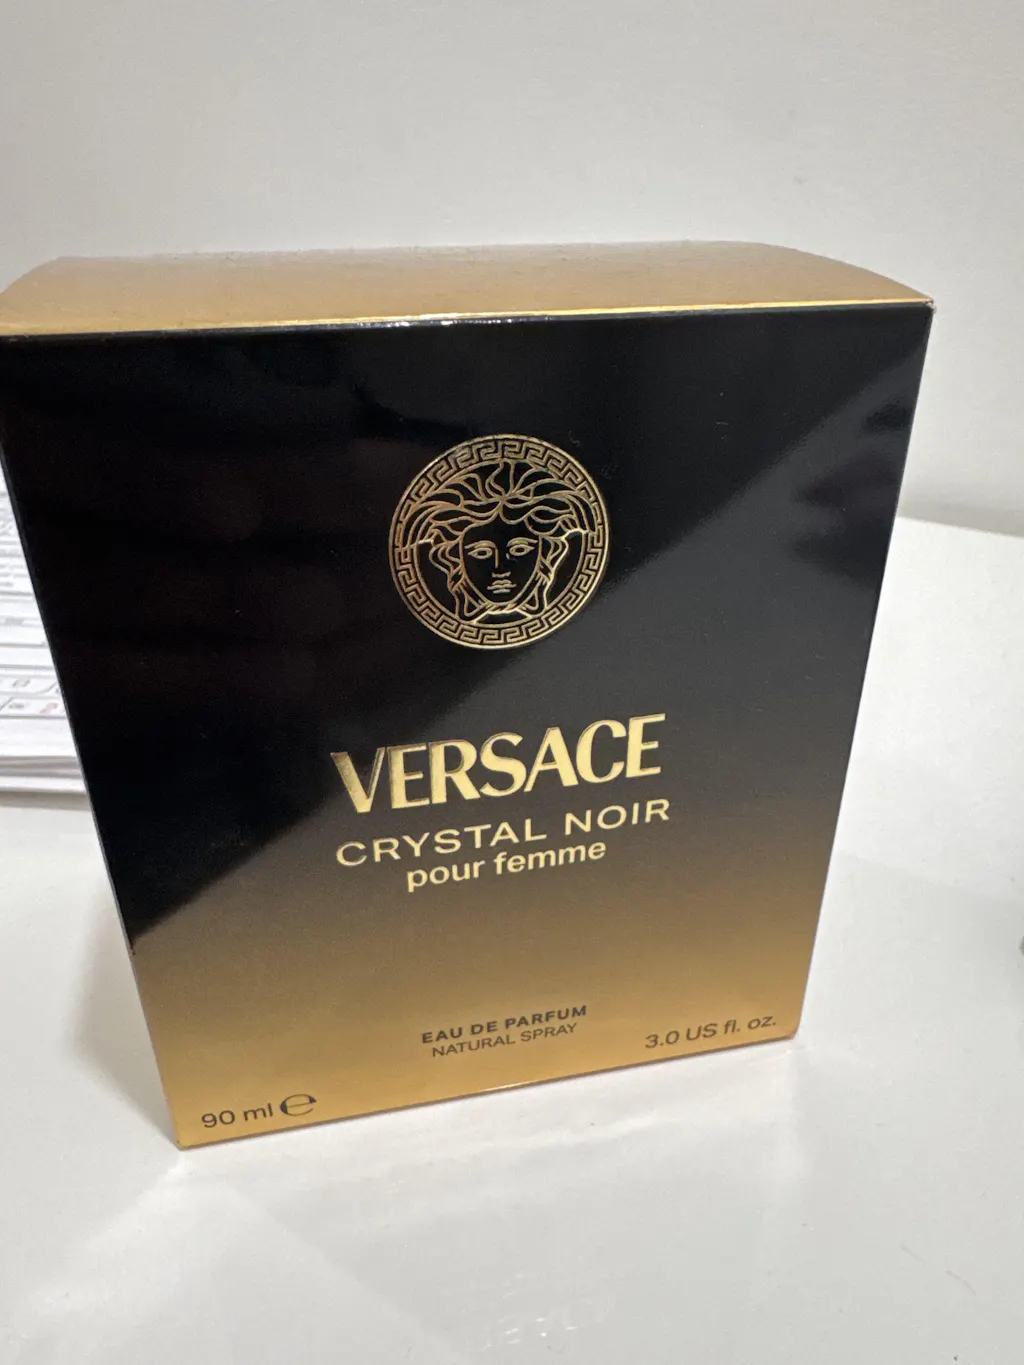 VERSACE
CRYSTAL NOIR
pour femme
EAU DE PARFUM
NATURAL SPRAY
3.0 US fl. oz.
90 ml ℮